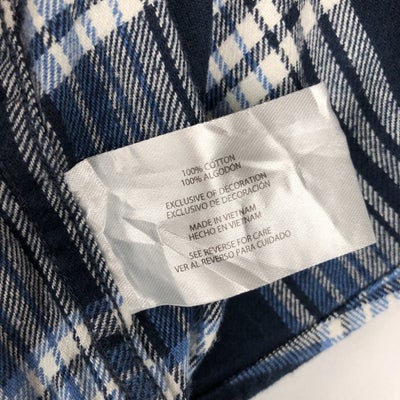 100% COTTON
100% ALGODÓN
EXCLUSIVE OF DECORATION
EXCLUSIVO DE DECORACIÓN
MADE IN VIETNAM
HECHO EN VIETNAM
SEE REVERSE FOR CARE
VER AL REVERSO PARA CUIDADO